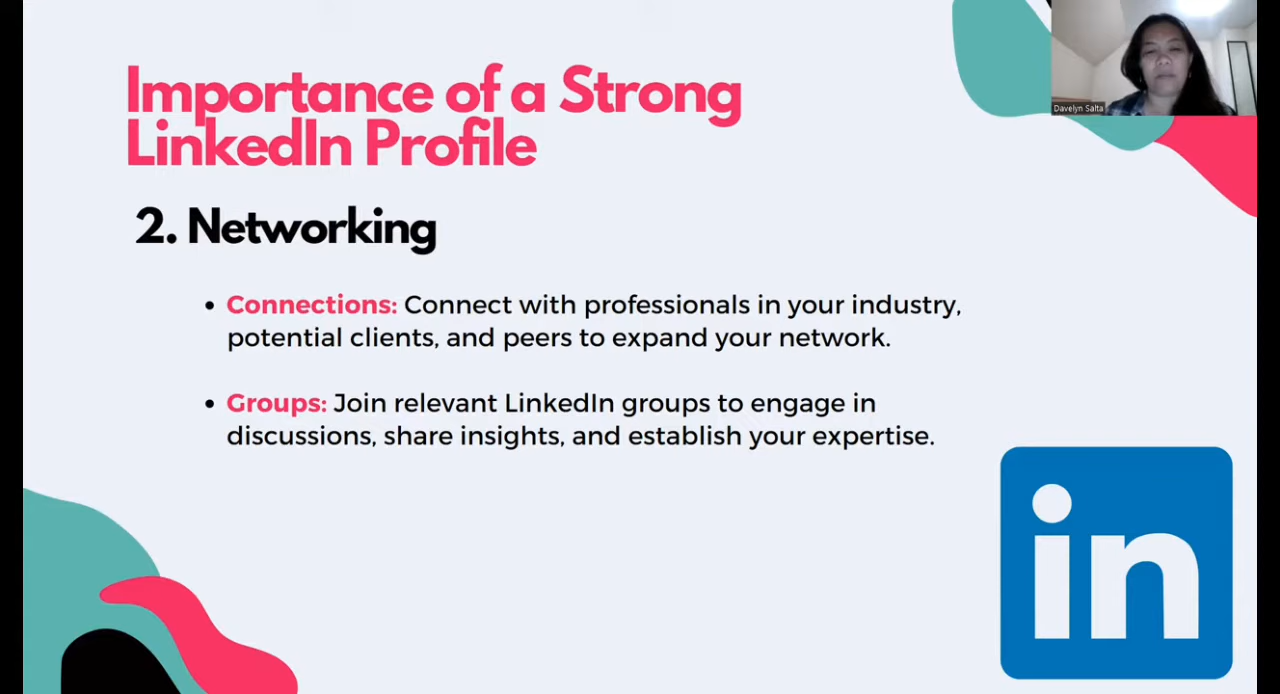 Importance of a Strong
LinkedIn Profile
Davelyn Salta
2. Networking
• Connections: Connect with professionals in your industry,
potential clients, and peers to expand your network.
• Groups: Join relevant LinkedIn groups to engage in
discussions, share insights, and establish your expertise.
in